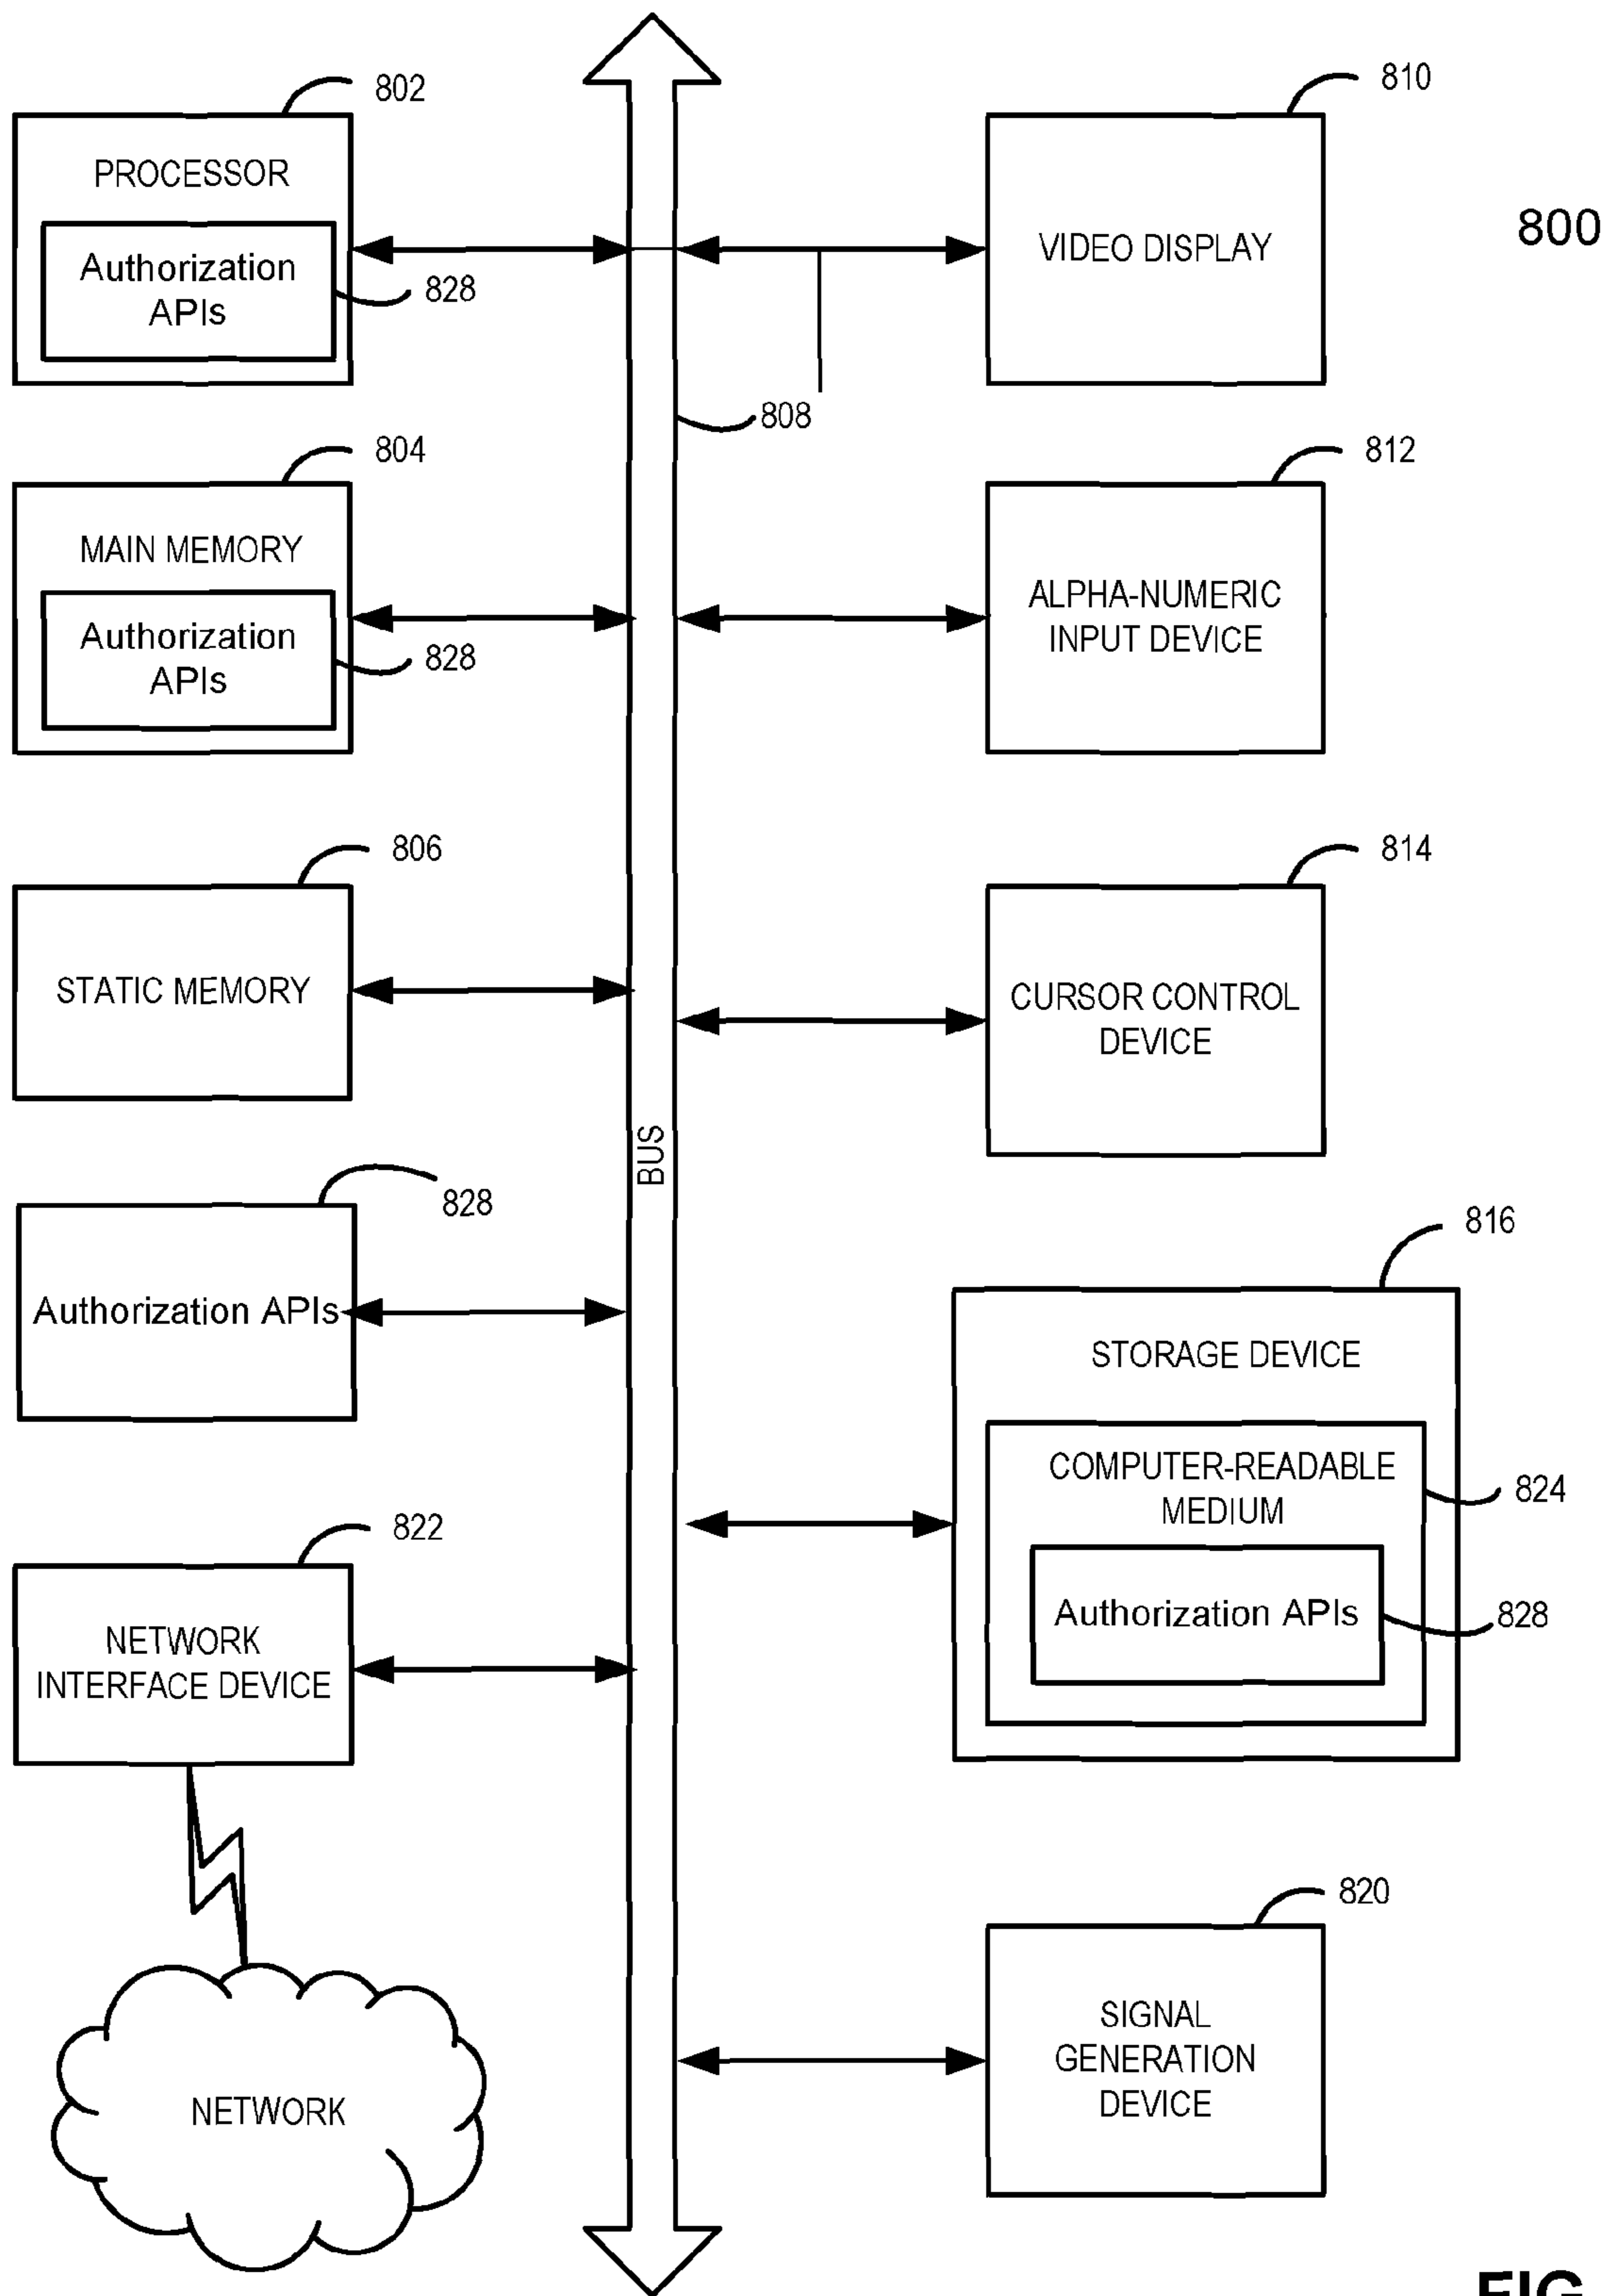 802
PROCESSOR
Authorization
APIs
828
810
VIDEO DISPLAY
800
808
804
MAIN MEMORY
Authorization
APIs
828
812
ALPHA-NUMERIC
INPUT DEVICE
806
STATIC MEMORY
814
CURSOR CONTROL
DEVICE
BUS
828
Authorization APIs
816
STORAGE DEVICE
COMPUTER-READABLE
MEDIUM
824
Authorization APIs
828
822
NETWORK
INTERFACE DEVICE
NETWORK
820
SIGNAL
GENERATION
DEVICE
FIG